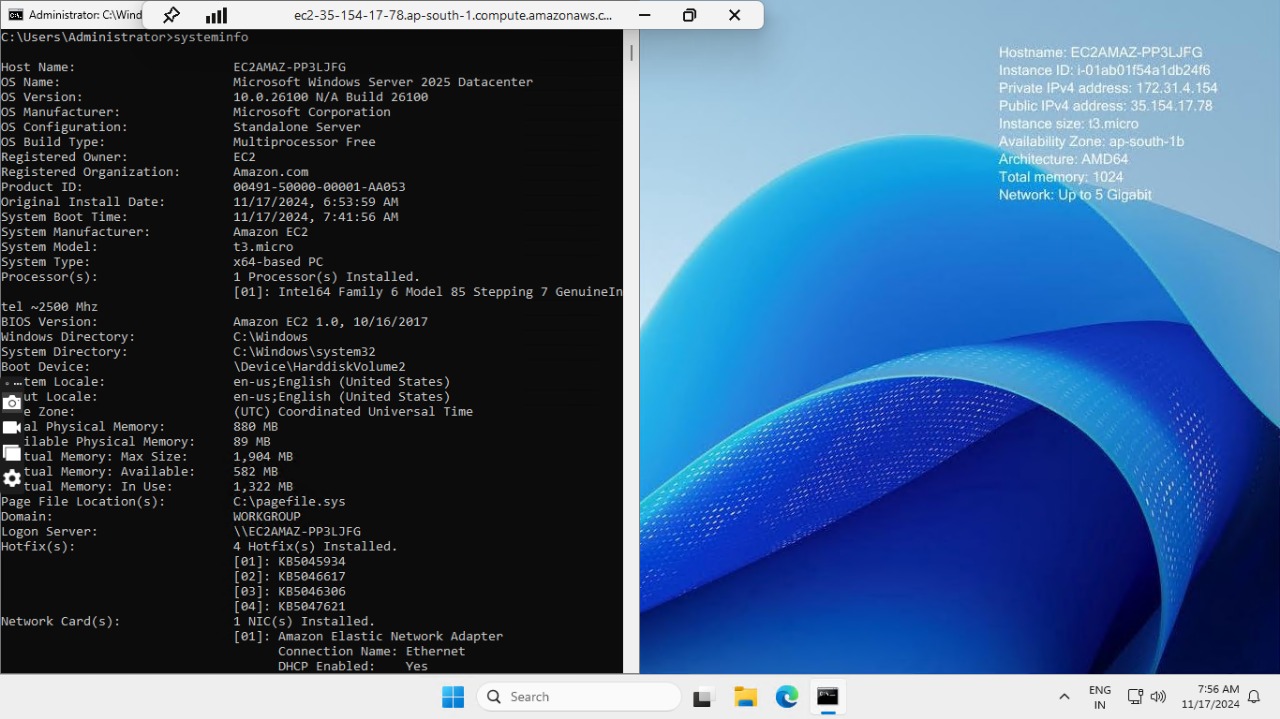 Administrator: C:\Wind
ec2-35-154-17-78.ap-south-1.compute.amazonaws.c...
C:\Users\Administrator>systeminfo
Host Name: EC2AMAZ-PP3LJFG
OS Name: Microsoft Windows Server 2025 Datacenter
OS Version: 10.0.26100 N/A Build 26100
OS Manufacturer: Microsoft Corporation
OS Configuration: Standalone Server
OS Build Type: Multiprocessor Free
Registered Owner: EC2
Registered Organization: Amazon.com
Product ID: 00491-50000-00001-AA053
Original Install Date: 11/17/2024, 6:53:59 AM
System Boot Time: 11/17/2024, 7:41:56 AM
System Manufacturer: Amazon EC2
System Model: t3.micro
System Type: x64-based PC
Processor(s): 1 Processor(s) Installed.
[01]: Intel64 Family 6 Model 85 Stepping 7 GenuineIn
tel ~2500 Mhz
BIOS Version: Amazon EC2 1.0, 10/16/2017
Windows Directory: C:\Windows
System Directory: C:\Windows\system32
Boot Device: \Device\HarddiskVolume2
tem Locale: en-us;English (United States)
ut Locale: en-us;English (United States)
e Zone: (UTC) Coordinated Universal Time
al Physical Memory: 880 MB
ilable Physical Memory: 89 MB
tual Memory: Max Size: 1,904 MB
tual Memory: Available: 582 MB
tual Memory: In Use: 1,322 MB
Page File Location(s): C:\pagefile.sys
Domain: WORKGROUP
Logon Server: \\EC2AMAZ-PP3LJFG
Hotfix(s): 4 Hotfix(s) Installed.
[01]: KB5045934
[02]: KB5046617
[03]: KB5046306
[04]: KB5047621
Network Card(s): 1 NIC(s) Installed.
[01]: Amazon Elastic Network Adapter
Connection Name: Ethernet
DHCP Enabled: Yes
Hostname: EC2AMAZ-PP3LJFG
Instance ID: i-01ab01f54a1db24f6
Private IPv4 address: 172.31.4.154
Public IPv4 address: 35.154.17.78
Instance size: t3.micro
Availability Zone: ap-south-1b
Architecture: AMD64
Total memory: 1024
Network: Up to 5 Gigabit
Search
ENG
IN
7:56 AM
11/17/2024